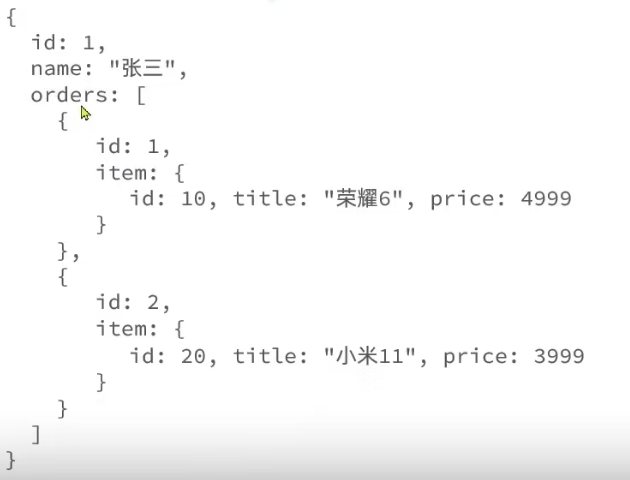 {
  id: 1,
  name: "张三",
  orders: [
    {
       id: 1,
       item: {
         id: 10, title: "荣耀6", price: 4999
       }
    },
    {
       id: 2,
       item: {
         id: 20, title: "小米11", price: 3999
       }
    }
  ]
}